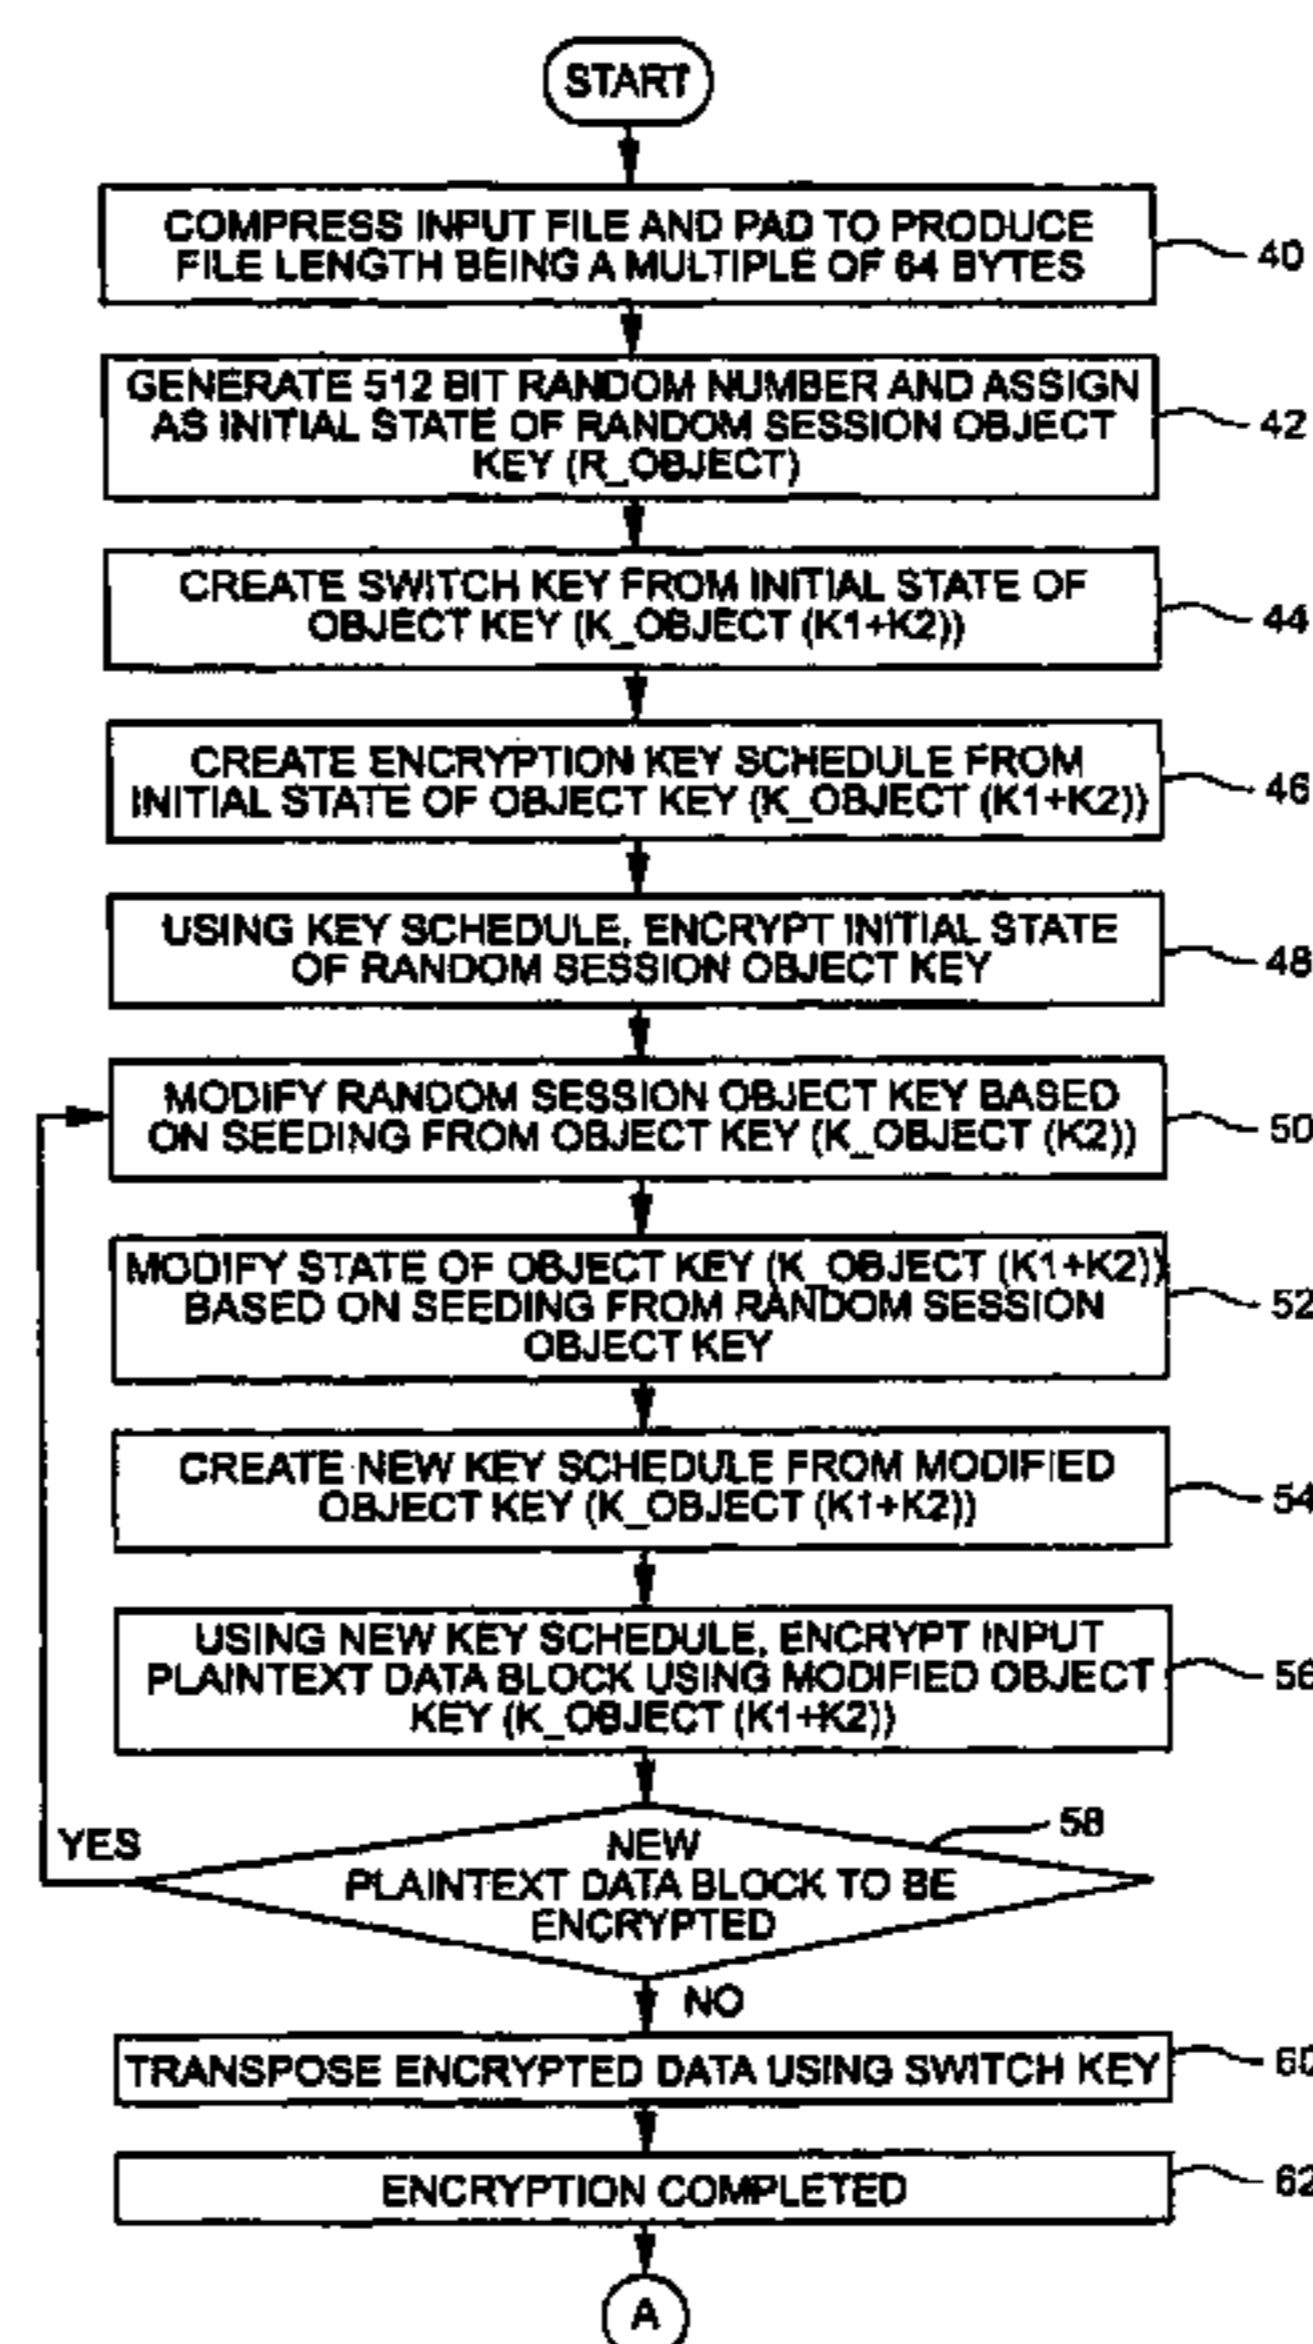 START
COMPRESS INPUT FILE AND PAD TO PRODUCE
FILE LENGTH BEING A MULTIPLE OF 64 BYTES
40
GENERATE 512 BIT RANDOM NUMBER AND ASSIGN
AS INITIAL STATE OF RANDOM SESSION OBJECT
KEY (R_OBJECT)
42
CREATE SWITCH KEY FROM INITIAL STATE OF
OBJECT KEY (K_OBJECT (K1+K2))
44
CREATE ENCRYPTION KEY SCHEDULE FROM
INITIAL STATE OF OBJECT KEY (K_OBJECT (K1+K2))
46
USING KEY SCHEDULE, ENCRYPT INITIAL STATE
OF RANDOM SESSION OBJECT KEY
48
MODIFY RANDOM SESSION OBJECT KEY BASED
ON SEEDING FROM OBJECT KEY (K_OBJECT (K2))
50
MODIFY STATE OF OBJECT KEY (K_OBJECT (K1+K2))
BASED ON SEEDING FROM RANDOM SESSION
OBJECT KEY
52
CREATE NEW KEY SCHEDULE FROM MODIFIED
OBJECT KEY (K_OBJECT (K1+K2))
54
USING NEW KEY SCHEDULE, ENCRYPT INPUT
PLAINTEXT DATA BLOCK USING MODIFIED OBJECT
KEY (K_OBJECT (K1+K2))
56
58
YES
NEW
PLAINTEXT DATA BLOCK TO BE
ENCRYPTED
NO
TRANSPOSE ENCRYPTED DATA USING SWITCH KEY
60
ENCRYPTION COMPLETED
62
A